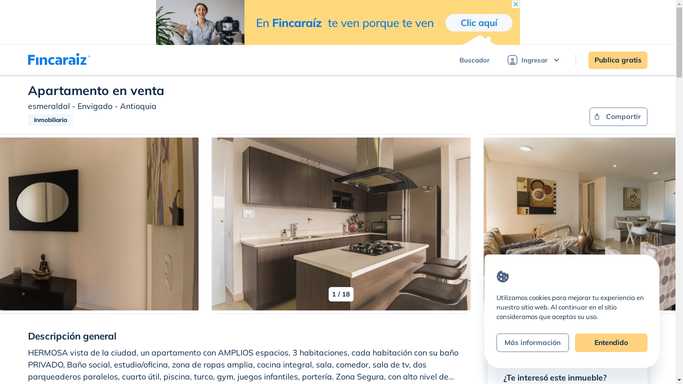 En Fincaraíz te ven porque te ven
Clic aquí
Fincaraiz
Buscador
Ingresar
Publica gratis
Apartamento en venta
esmeraldal - Envigado - Antioquia
Inmobiliaria
Compartir
1 / 18
Utilizamos cookies para mejorar tu experiencia en
nuestro sitio web. Al continuar en el sitio
consideramos que aceptas su uso.
Más información
Entendido
Descripción general
HERMOSA vista de la ciudad, un apartamento con AMPLIOS espacios, 3 habitaciones, cada habitación con su baño
PRIVADO, Baño social, estudio/oficina, zona de ropas amplia, cocina integral, sala, comedor, sala de tv, dos
parqueaderos paralelos, cuarto útil, piscina, turco, gym, juegos infantiles, portería. Zona Segura, con alto nivel de...
¿Te interesó este inmueble?